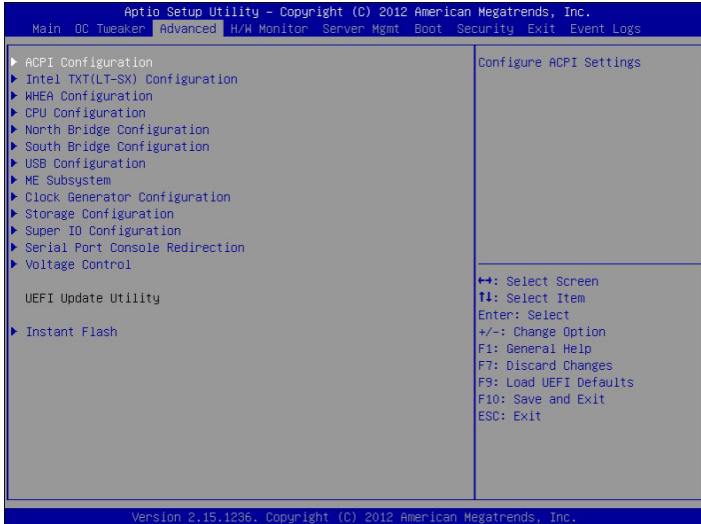 Aptio Setup Utility – Copyright (C) 2012 American Megatrends, Inc.
Main OC Tweaker Advanced H/W Monitor Server Mgmt Boot Security Exit Event Logs
▶ ACPI Configuration
▶ Intel TXT(LT-SX) Configuration
▶ WHEA Configuration
▶ CPU Configuration
▶ North Bridge Configuration
▶ South Bridge Configuration
▶ USB Configuration
▶ ME Subsystem
▶ Clock Generator Configuration
▶ Storage Configuration
▶ Super IO Configuration
▶ Serial Port Console Redirection
▶ Voltage Control
UEFI Update Utility
▶ Instant Flash
Configure ACPI Settings
↔: Select Screen
↑↓: Select Item
Enter: Select
+/-: Change Option
F1: General Help
F7: Discard Changes
F9: Load UEFI Defaults
F10: Save and Exit
ESC: Exit
Version 2.15.1236. Copyright (C) 2012 American Megatrends, Inc.